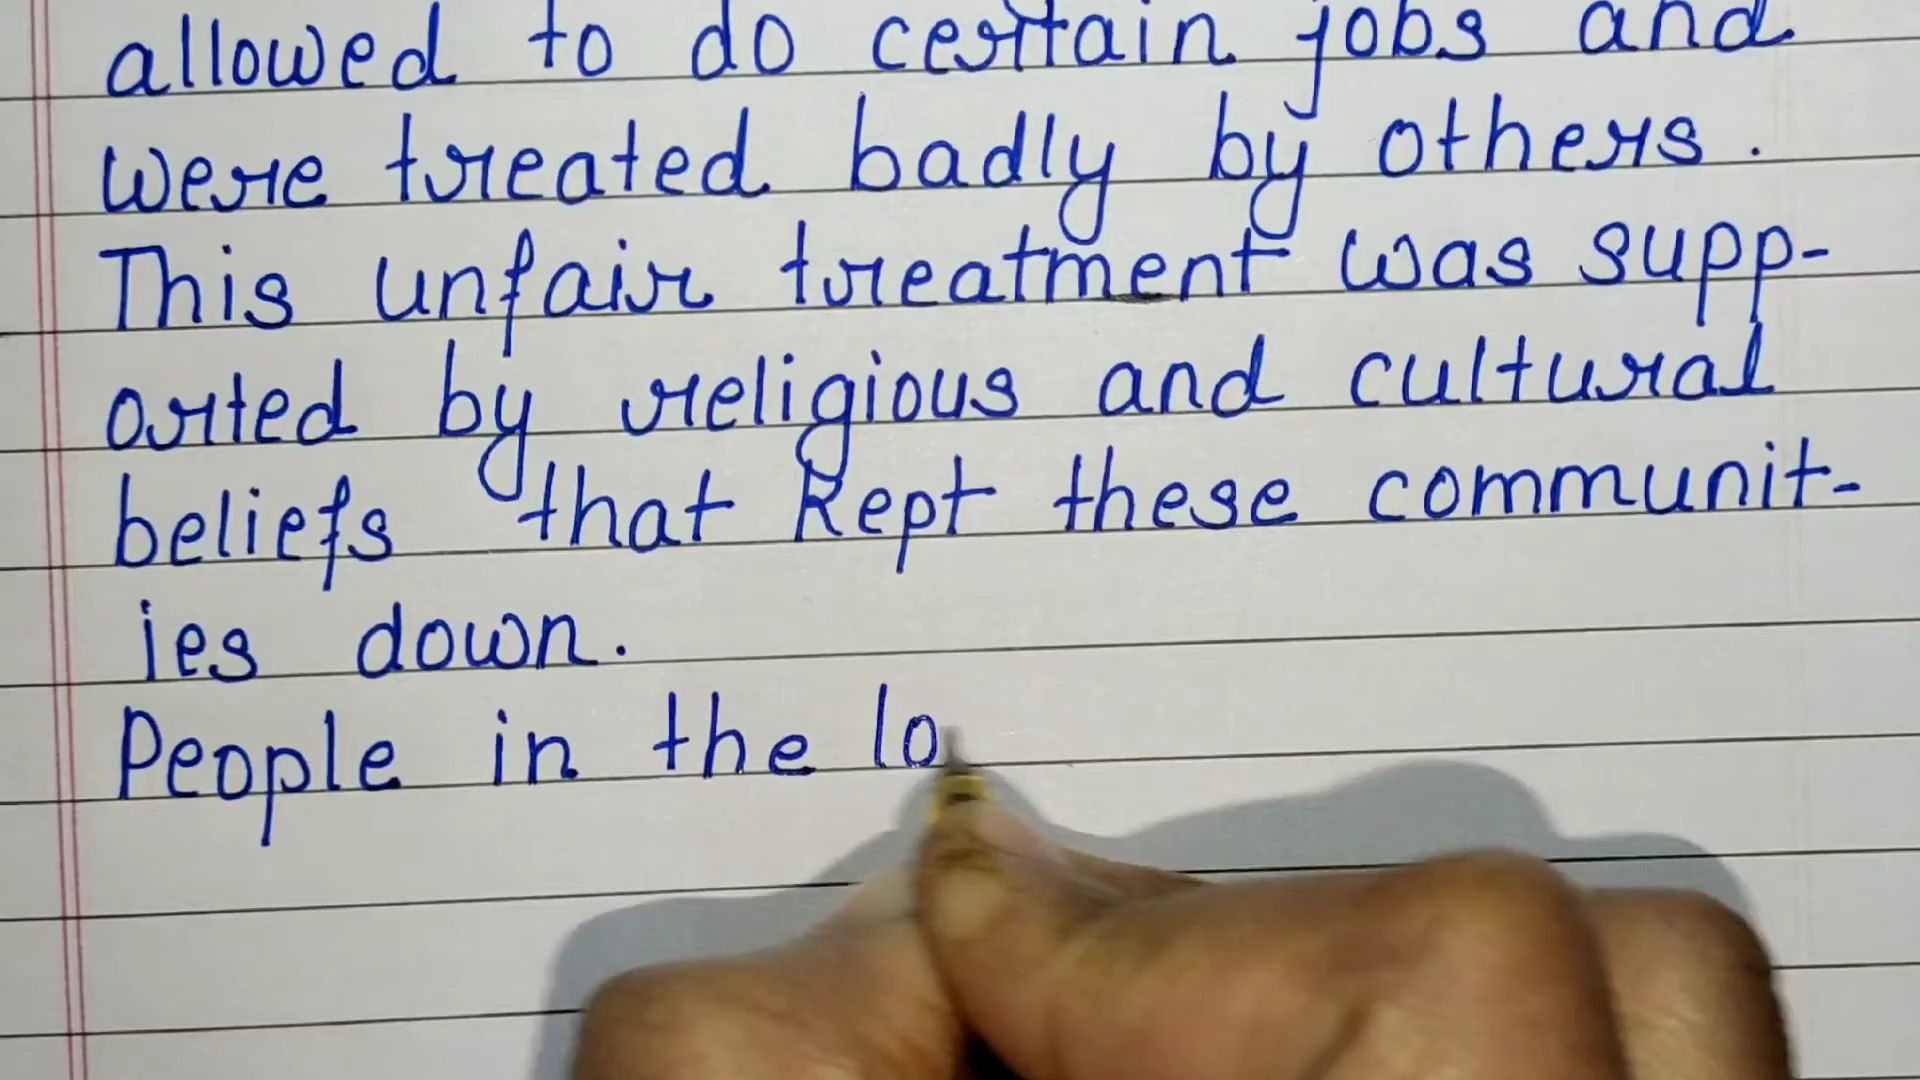 allowed to do certain jobs and
were treated badly by others.
This unfair treatment was supp-
orted by religious and cultural
beliefs that kept these communit-
ies down.
People in the lo